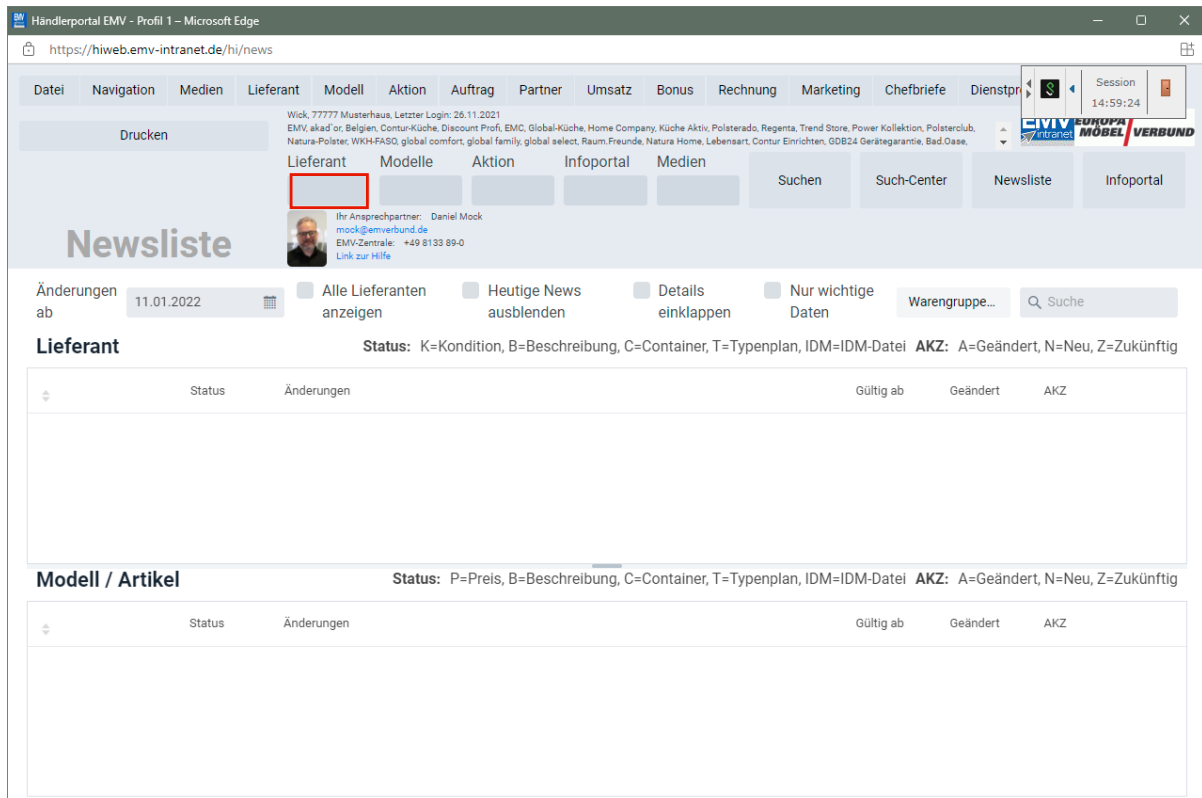 Händlerportal EMV - Profil 1 – Microsoft Edge
https://hiweb.emv-intranet.de/hi/news
Datei Navigation Medien Lieferant Modell Aktion Auftrag Partner Umsatz Bonus Rechnung Marketing Chefbriefe
Session
14:59:24
Drucken
Wick, 77777 Musterhaus, Letzter Login: 26.11.2021
EMV, akad´or, Belgien, Contur-Küche, Discount Profi, EMC, Global-Küche, Home Company, Küche Aktiv, Polsterado, Regenta, Trend Store, Power Kollektion, Polsterclub,
Natura-Polster, WKH-FASO, global comfort, global family, global select, Raum.Freunde, Natura Home, Lebensart, Contur Einrichten, GDB24 Gerätegarantie, Bad.Oase,
EMV intranet
EUROPA MÖBEL VERBUND
Lieferant Modelle Aktion Infoportal Medien
Suchen Such-Center Newsliste Infoportal
Newsliste
Ihr Ansprechpartner: Daniel Mock
mock@emverbund.de
EMV-Zentrale: +49 8133 89-0
Link zur Hilfe
Änderungen ab 11.01.2022
Alle Lieferanten anzeigen
Heutige News ausblenden
Details einklappen
Nur wichtige Daten
Warengruppe...
Suche
Lieferant
Status: K=Kondition, B=Beschreibung, C=Container, T=Typenplan, IDM=IDM-Datei AKZ: A=Geändert, N=Neu, Z=Zukünftig
Status Änderungen Gültig ab Geändert AKZ
Modell / Artikel
Status: P=Preis, B=Beschreibung, C=Container, T=Typenplan, IDM=IDM-Datei AKZ: A=Geändert, N=Neu, Z=Zukünftig
Status Änderungen Gültig ab Geändert AKZ